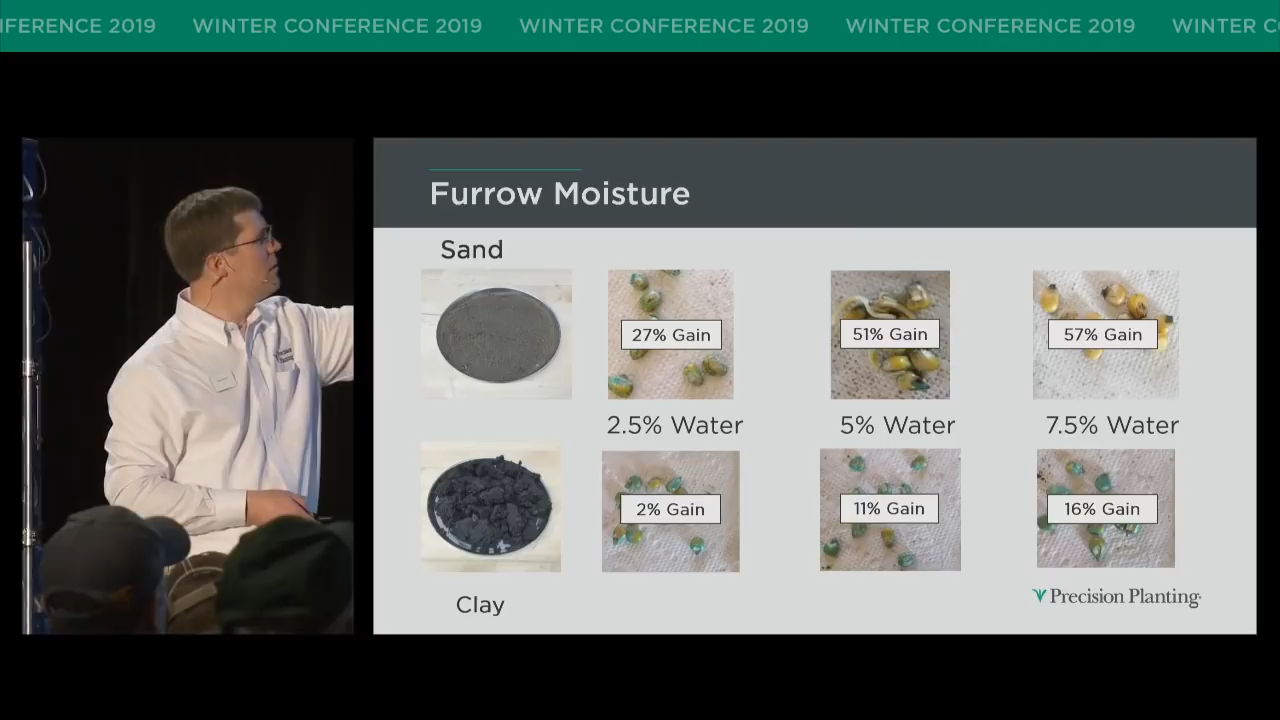 NFERENCE 2019 WINTER CONFERENCE 2019 WINTER CONFERENCE 2019 WINTER CONFERENCE 2019 WINTER C
Furrow Moisture
Sand
27% Gain
51% Gain
57% Gain
2.5% Water
5% Water
7.5% Water
2% Gain
11% Gain
16% Gain
Clay
Precision Planting